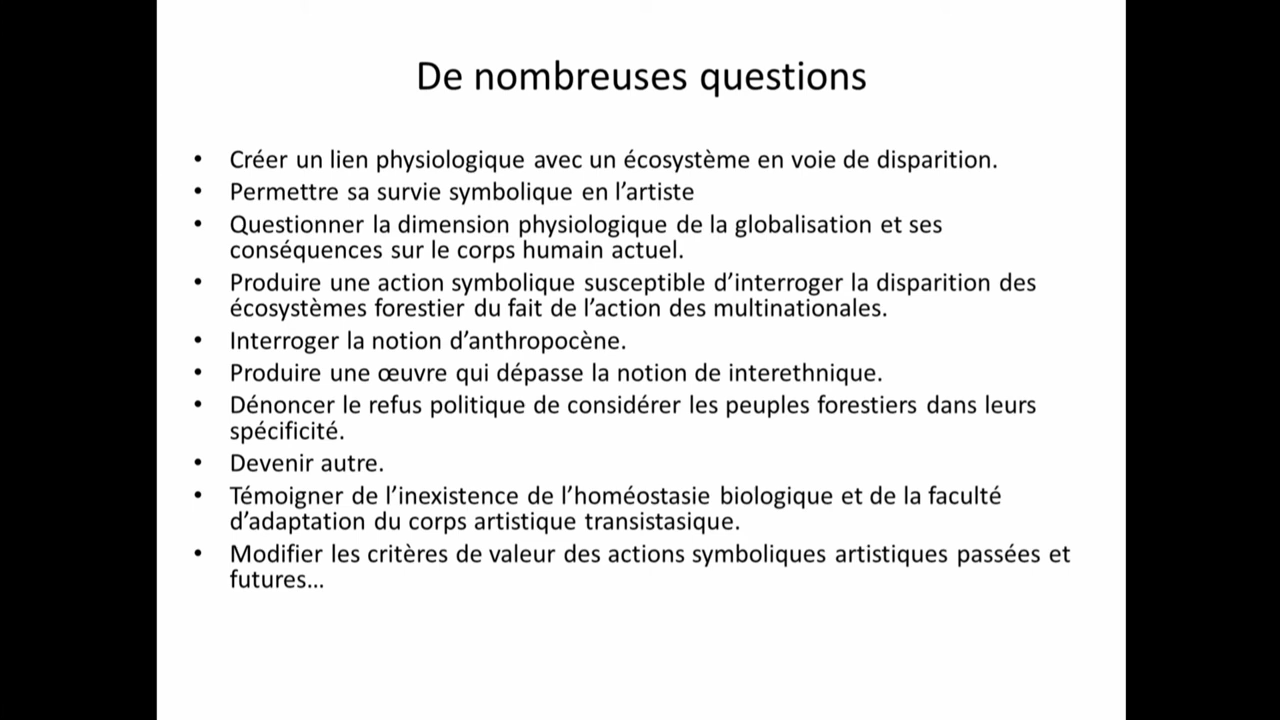 De nombreuses questions
• Créer un lien physiologique avec un écosystème en voie de disparition.
• Permettre sa survie symbolique en l’artiste
• Questionner la dimension physiologique de la globalisation et ses
conséquences sur le corps humain actuel.
• Produire une action symbolique susceptible d’interroger la disparition des
écosystèmes forestier du fait de l’action des multinationales.
• Interroger la notion d’anthropocène.
• Produire une œuvre qui dépasse la notion de interethnique.
• Dénoncer le refus politique de considérer les peuples forestiers dans leurs
spécificité.
• Devenir autre.
• Témoigner de l’inexistence de l’homéostasie biologique et de la faculté
d’adaptation du corps artistique transistasique.
• Modifier les critères de valeur des actions symboliques artistiques passées et
futures…